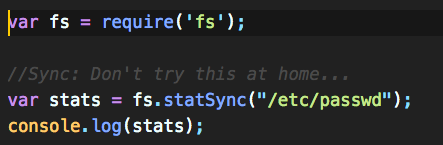 var fs = require('fs');
//Sync: Don't try this at home...
var stats = fs.statSync("/etc/passwd");
console.log(stats);